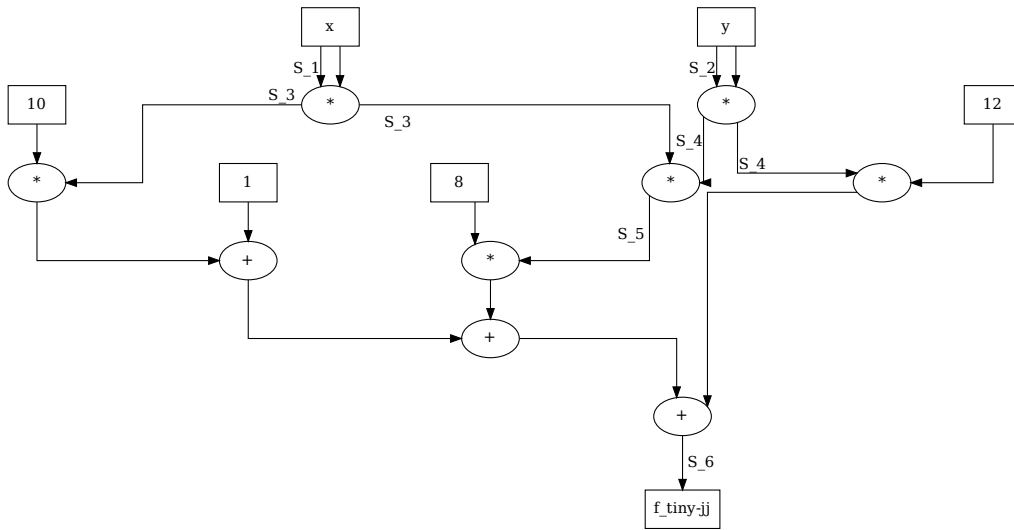 x
y
S_1
S_2
10
S_3
*
S_3
*
12
*
1
8
S_4
*
S_4
*
+
*
S_5
+
+
S_6
f_tiny-jj